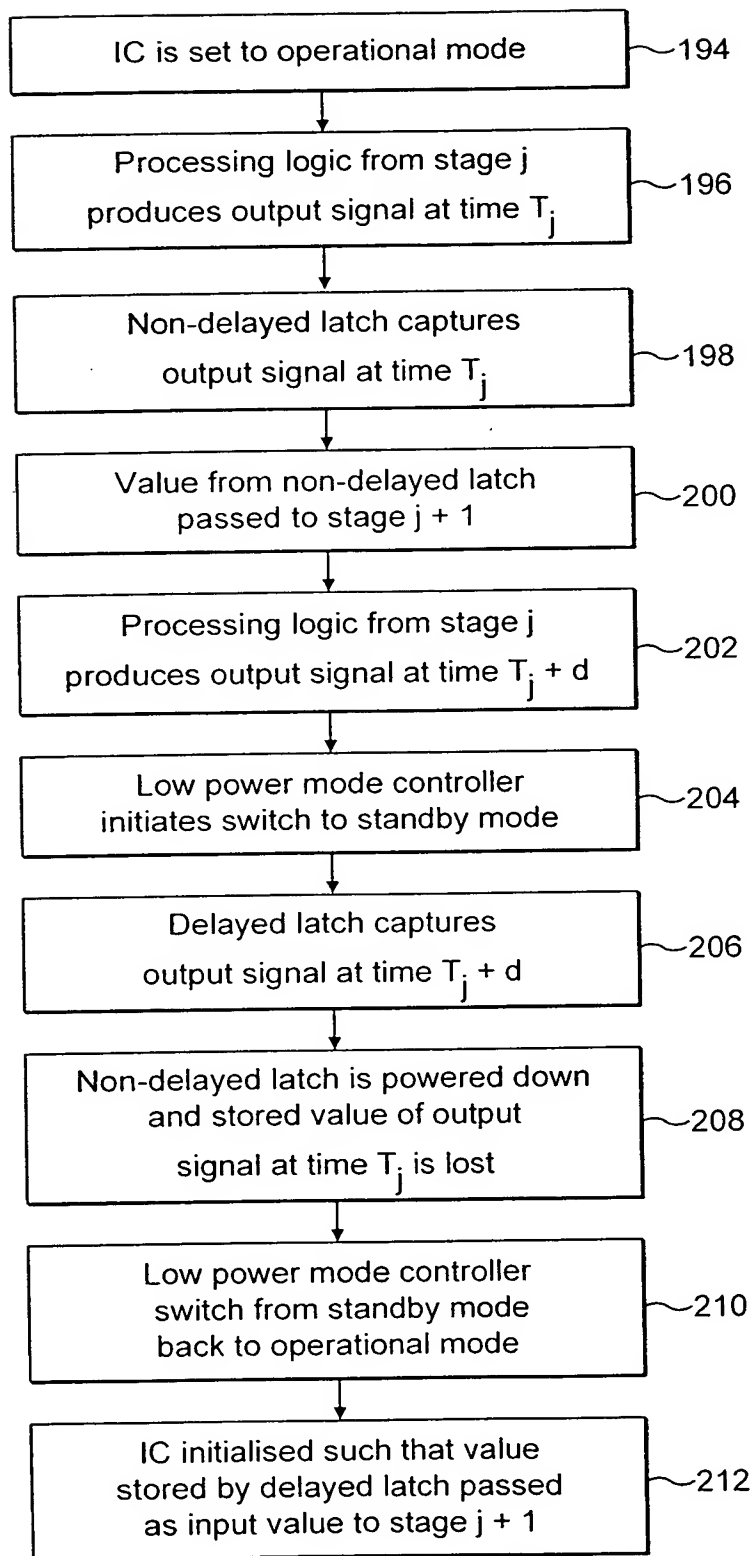 IC is set to operational mode
194
Processing logic from stage j
produces output signal at time Tj
196
Non-delayed latch captures
output signal at time Tj
198
Value from non-delayed latch
passed to stage j + 1
200
Processing logic from stage j
produces output signal at time Tj + d
202
Low power mode controller
initiates switch to standby mode
204
Delayed latch captures
output signal at time Tj + d
206
Non-delayed latch is powered down
and stored value of output
signal at time Tj is lost
208
Low power mode controller
switch from standby mode
back to operational mode
210
IC initialised such that value
stored by delayed latch passed
as input value to stage j + 1
212